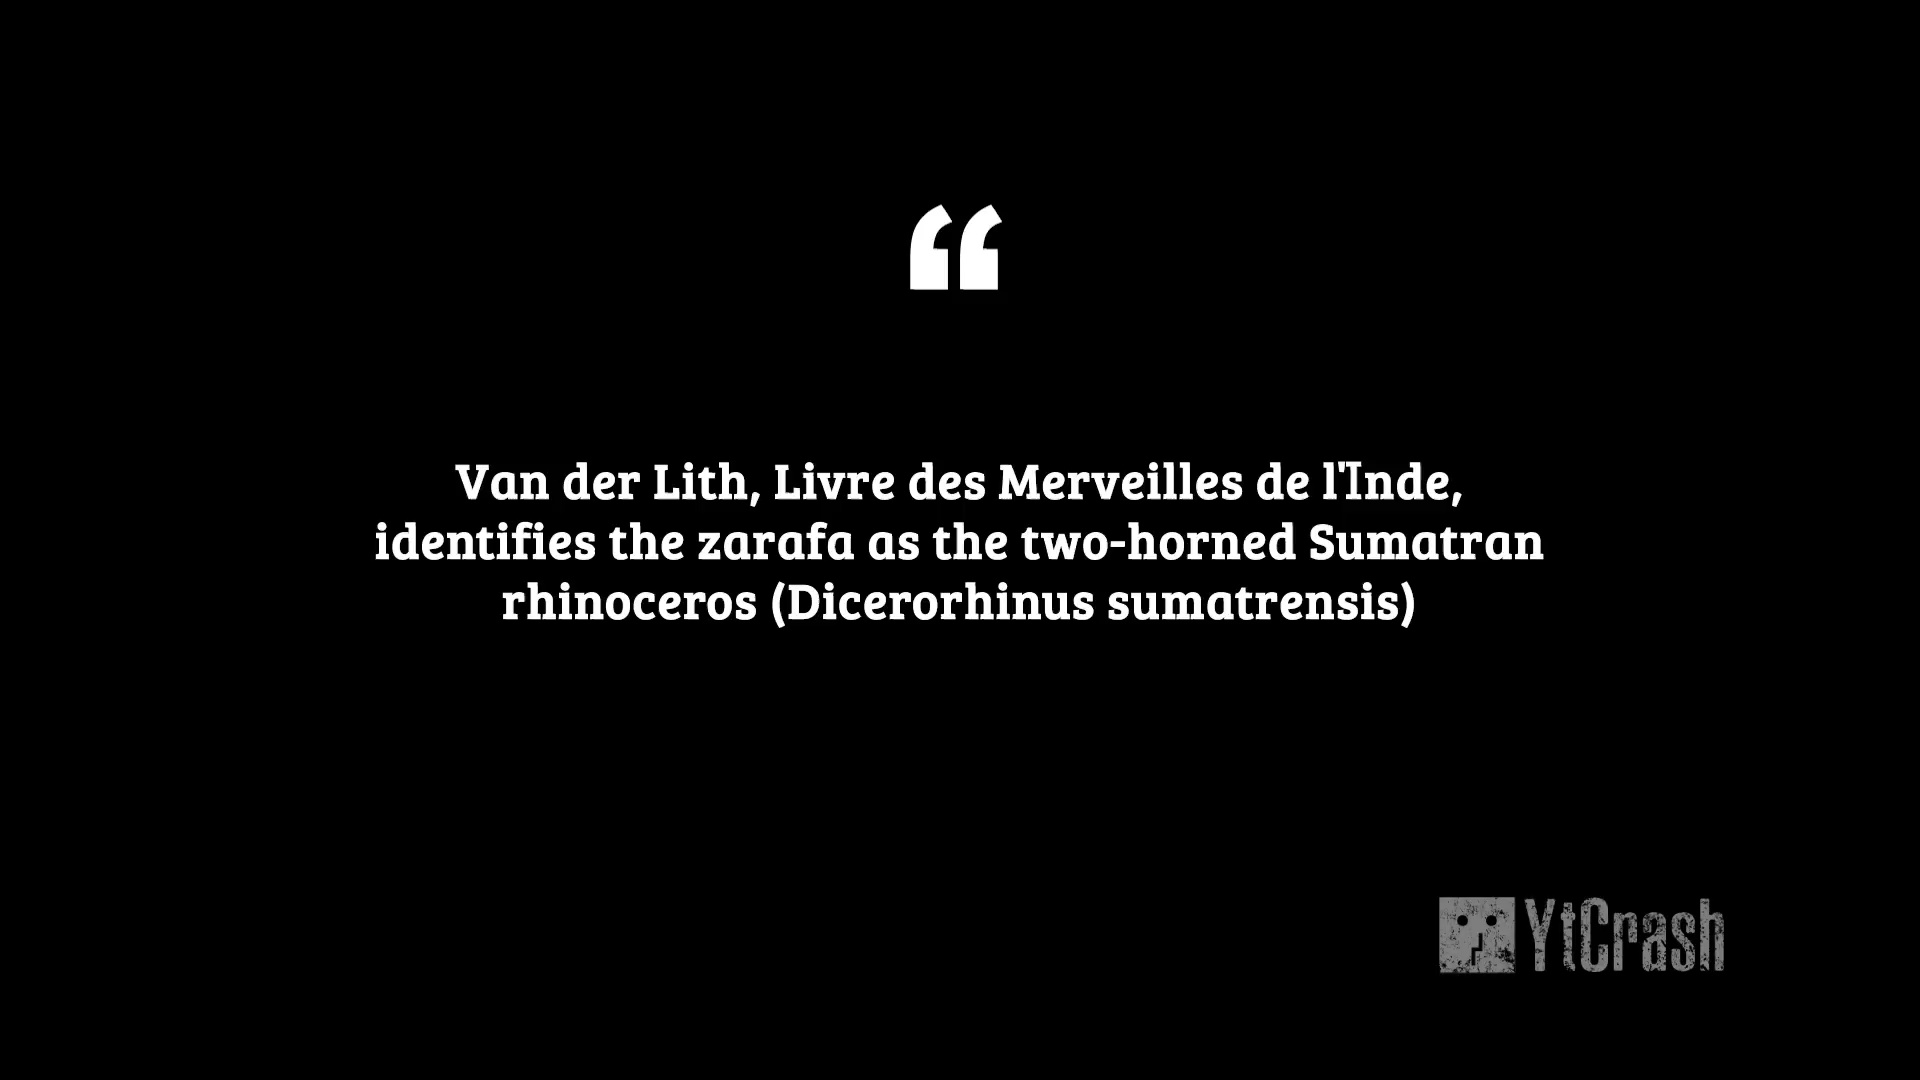 “
Van der Lith, Livre des Merveilles de l'Inde,
identifies the zarafa as the two-horned Sumatran
rhinoceros (Dicerorhinus sumatrensis)
YtCrash